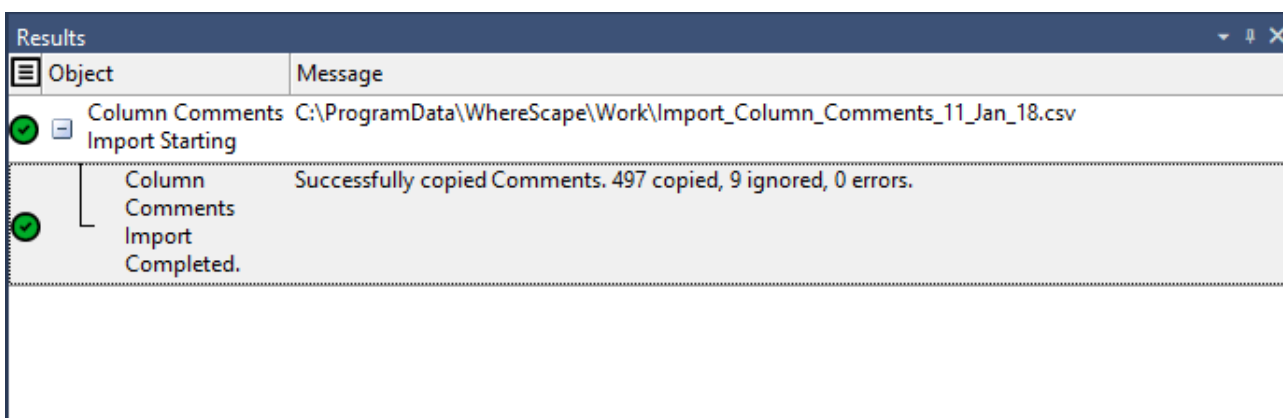 Results
Object Message
Column Comments C:\ProgramData\WhereScape\Work\Import_Column_Comments_11_Jan_18.csv
Import Starting
Column Successfully copied Comments. 497 copied, 9 ignored, 0 errors.
Comments
Import
Completed.